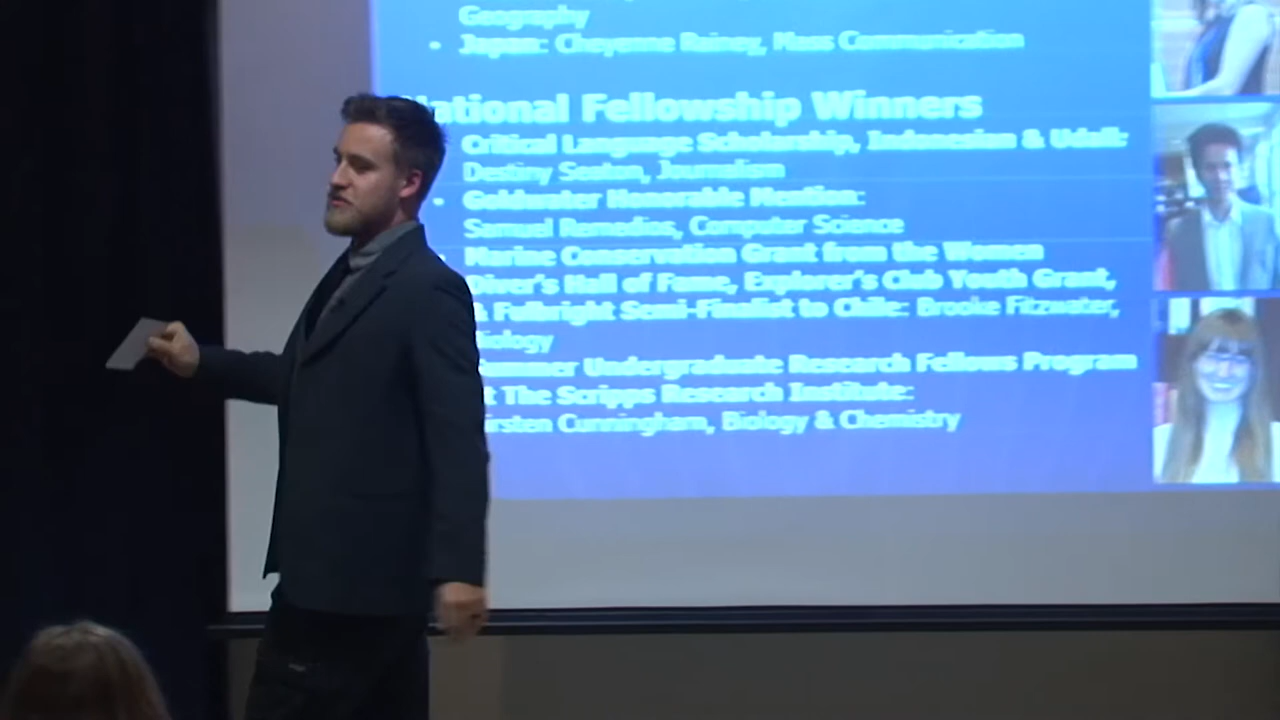 Geography
• Japan: Cheyenne Rainey, Mass Communication
National Fellowship Winners
Critical Language Scholarship, Indonesian &
Destiny Seaton, Journalism
• Goldwater Honorable Mention:
Samuel Remedios, Computer Science
Marine Conservation Grant from the Women
Diver's Hall of Fame, Explorer's Club Youth Grant,
& Fulbright Semi-Finalist to Chile: Brooke Fitzwater,
Biology
Summer Undergraduate Research Fellows Program
at The Scripps Research Institute:
Kirsten Cunningham, Biology & Chemistry